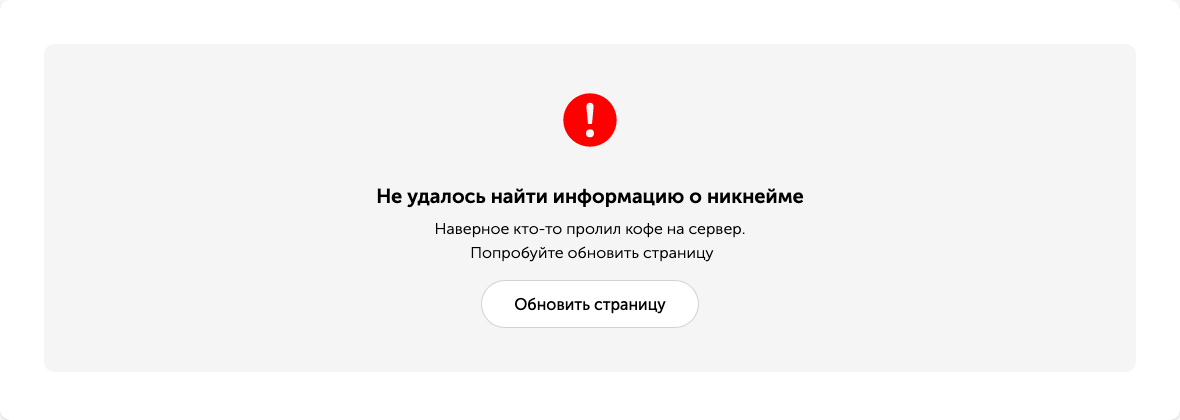 Не удалось найти информацию о никнейме
Наверное кто-то пролил кофе на сервер.
Попробуйте обновить страницу
Обновить страницу